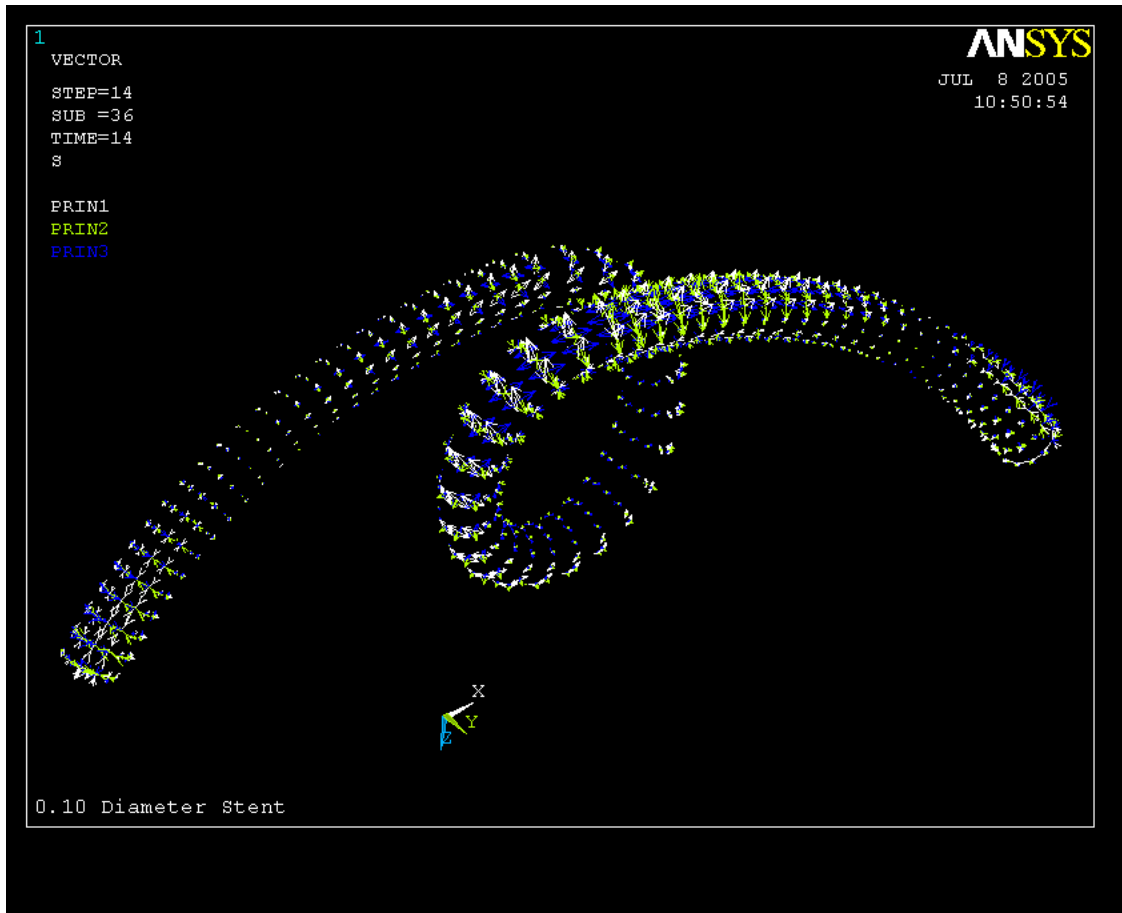 1
VECTOR
STEP=14
SUB =36
TIME=14
S
PRIN1
PRIN2
PRIN3
ANSYS
JUL  8 2005
10:50:54
X
Y
Z
0.10 Diameter Stent